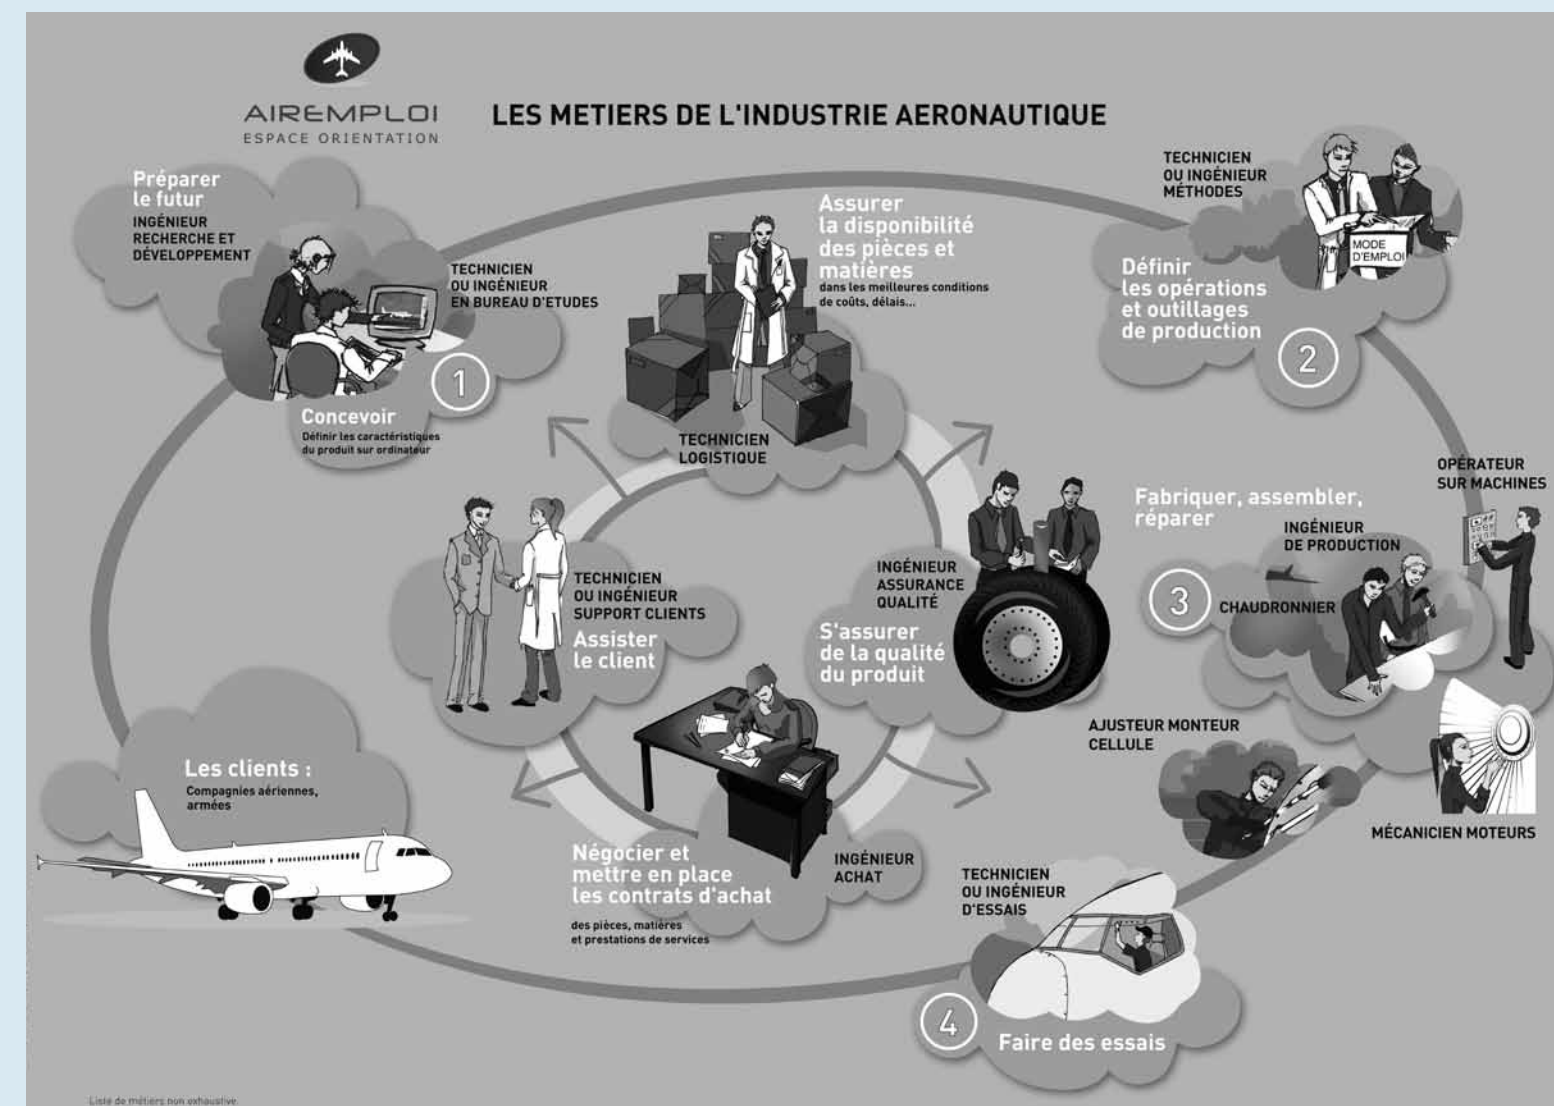 AIREMPLOI
ESPACE ORIENTATION
LES METIERS DE L'INDUSTRIE AERONAUTIQUE
Préparer
le futur
INGÉNIEUR
RECHERCHE ET
DÉVELOPPEMENT
TECHNICIEN
OU INGÉNIEUR
EN BUREAU D'ETUDES
1
Concevoir
Définir les caractéristiques
du produit sur ordinateur
Assurer
la disponibilité
des pièces et
matières
dans les meilleures conditions
de coûts, délais...
TECHNICIEN
LOGISTIQUE
TECHNICIEN
OU INGÉNIEUR
MÉTHODES
MODE
D'EMPLOI
Définir
les opérations
et outillages
de production
2
OPÉRATEUR
SUR MACHINES
Fabriquer, assembler,
réparer
INGÉNIEUR
DE PRODUCTION
3
CHAUDRONNIER
TECHNICIEN
OU INGÉNIEUR
SUPPORT CLIENTS
Assister
le client
INGÉNIEUR
ASSURANCE
QUALITÉ
S'assurer
de la qualité
du produit
AJUSTEUR MONTEUR
CELLULE
MÉCANICIEN MOTEURS
Les clients :
Compagnies aériennes,
armées
Négocier et
mettre en place
les contrats d'achat
des pièces, matières
et prestations de services
INGÉNIEUR
ACHAT
TECHNICIEN
OU INGÉNIEUR
D'ESSAIS
4
Faire des essais
Liste de métiers non exhaustive.